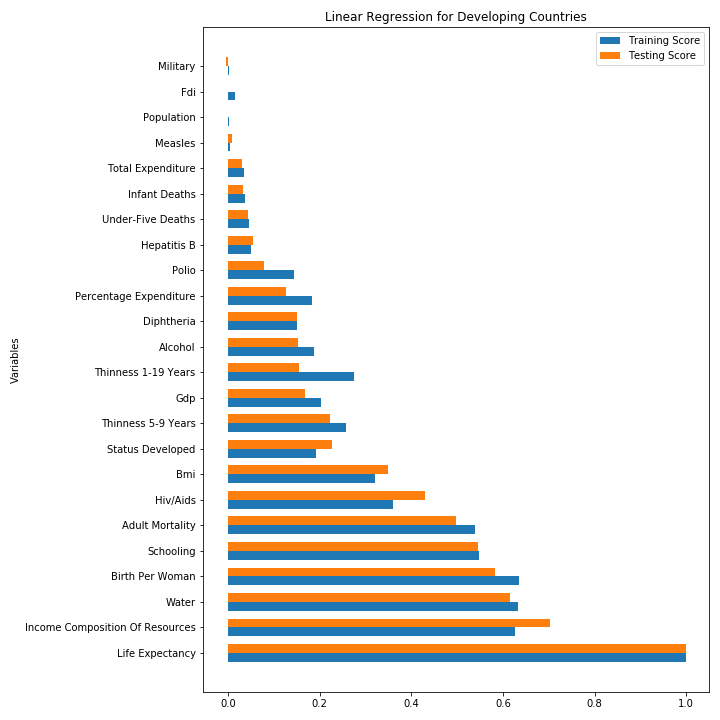 Linear Regression for Developing Countries
Training Score
Testing Score
Military
Fdi
Population
Measles
Total Expenditure
Infant Deaths
Under-Five Deaths
Hepatitis B
Polio
Percentage Expenditure
Diphtheria
Alcohol
Thinness 1-19 Years
Gdp
Thinness 5-9 Years
Status Developed
Bmi
Hiv/Aids
Adult Mortality
Schooling
Birth Per Woman
Water
Income Composition Of Resources
Life Expectancy
Variables
0.0 0.2 0.4 0.6 0.8 1.0